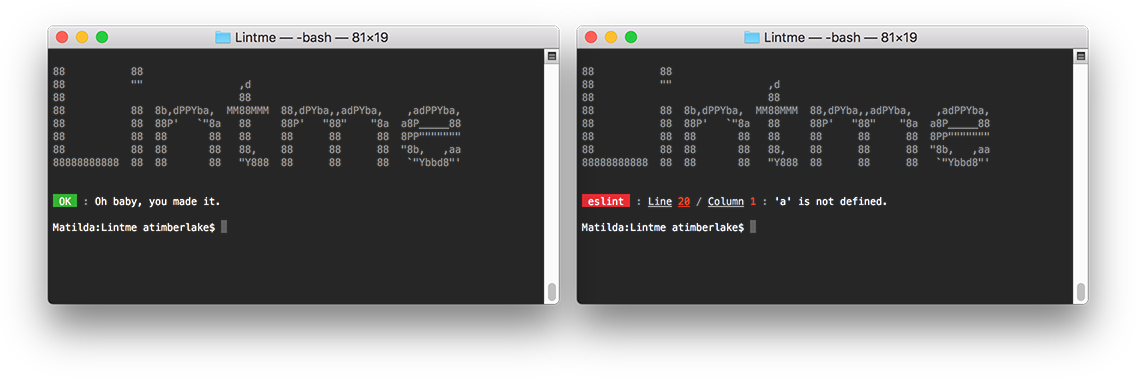 Lintme — -bash — 81×19
88          88
88          ""               ,d
88                           88
88          88  8b,dPPYba,  MM88MMM  88,dPYba,,adPYba,    ,adPPYba,
88          88  88P'   `"8a   88     88P'   "88"    "8a  a8P_____88
88          88  88       88   88     88      88      88  8PP"""""""
88          88  88       88   88,    88      88      88  "8b,   ,aa
88888888888  88  88       88   "Y888  88      88      88   `"Ybbd8"'
OK : Oh baby, you made it.
Matilda:Lintme atimberlake$
Lintme — -bash — 81×19
88          88
88          ""               ,d
88                           88
88          88  8b,dPPYba,  MM88MMM  88,dPYba,,adPYba,    ,adPPYba,
88          88  88P'   `"8a   88     88P'   "88"    "8a  a8P_____88
88          88  88       88   88     88      88      88  8PP"""""""
88          88  88       88   88,    88      88      88  "8b,   ,aa
88888888888  88  88       88   "Y888  88      88      88   `"Ybbd8"'
eslint : Line 20 / Column 1 : 'a' is not defined.
Matilda:Lintme atimberlake$